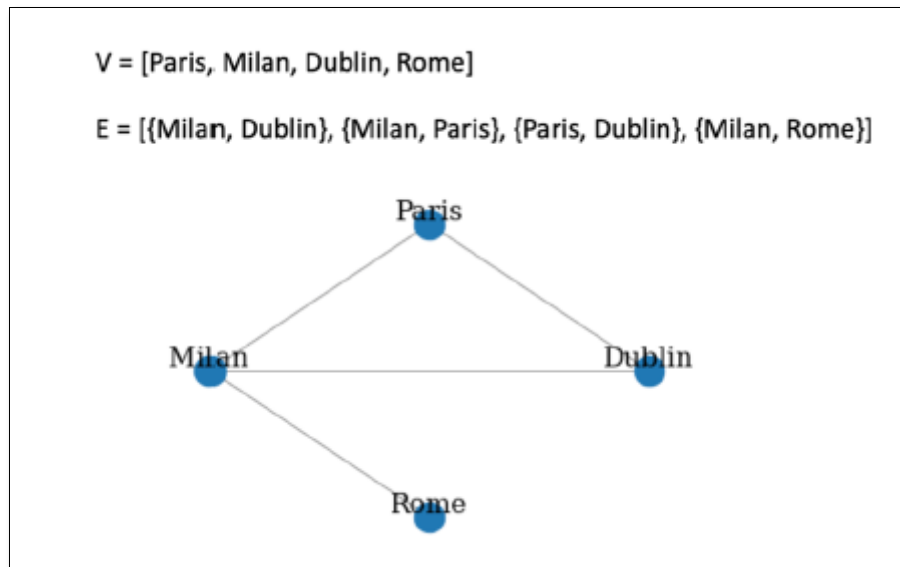 V = [Paris, Milan, Dublin, Rome]
E = [{Milan, Dublin}, {Milan, Paris}, {Paris, Dublin}, {Milan, Rome}]
Paris
Milan
Dublin
Rome